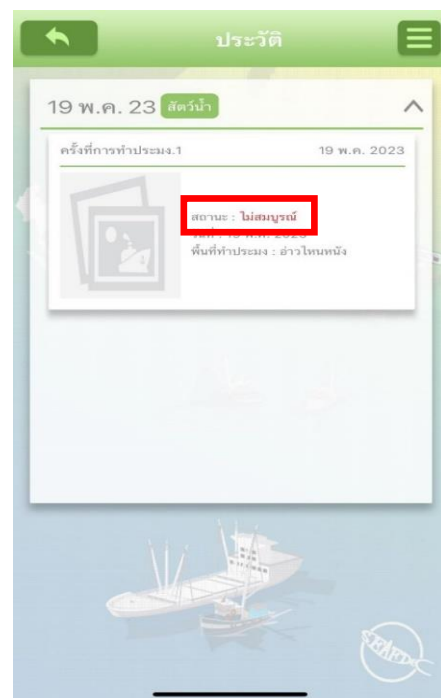 ประวัติ
19 พ.ค. 23 สัตว์น้ำ
ครั้งที่การทำประมง.1 19 พ.ค. 2023
สถานะ : ไม่สมบูรณ์
พื้นที่ทำประมง : อ่าวไหนหนัง